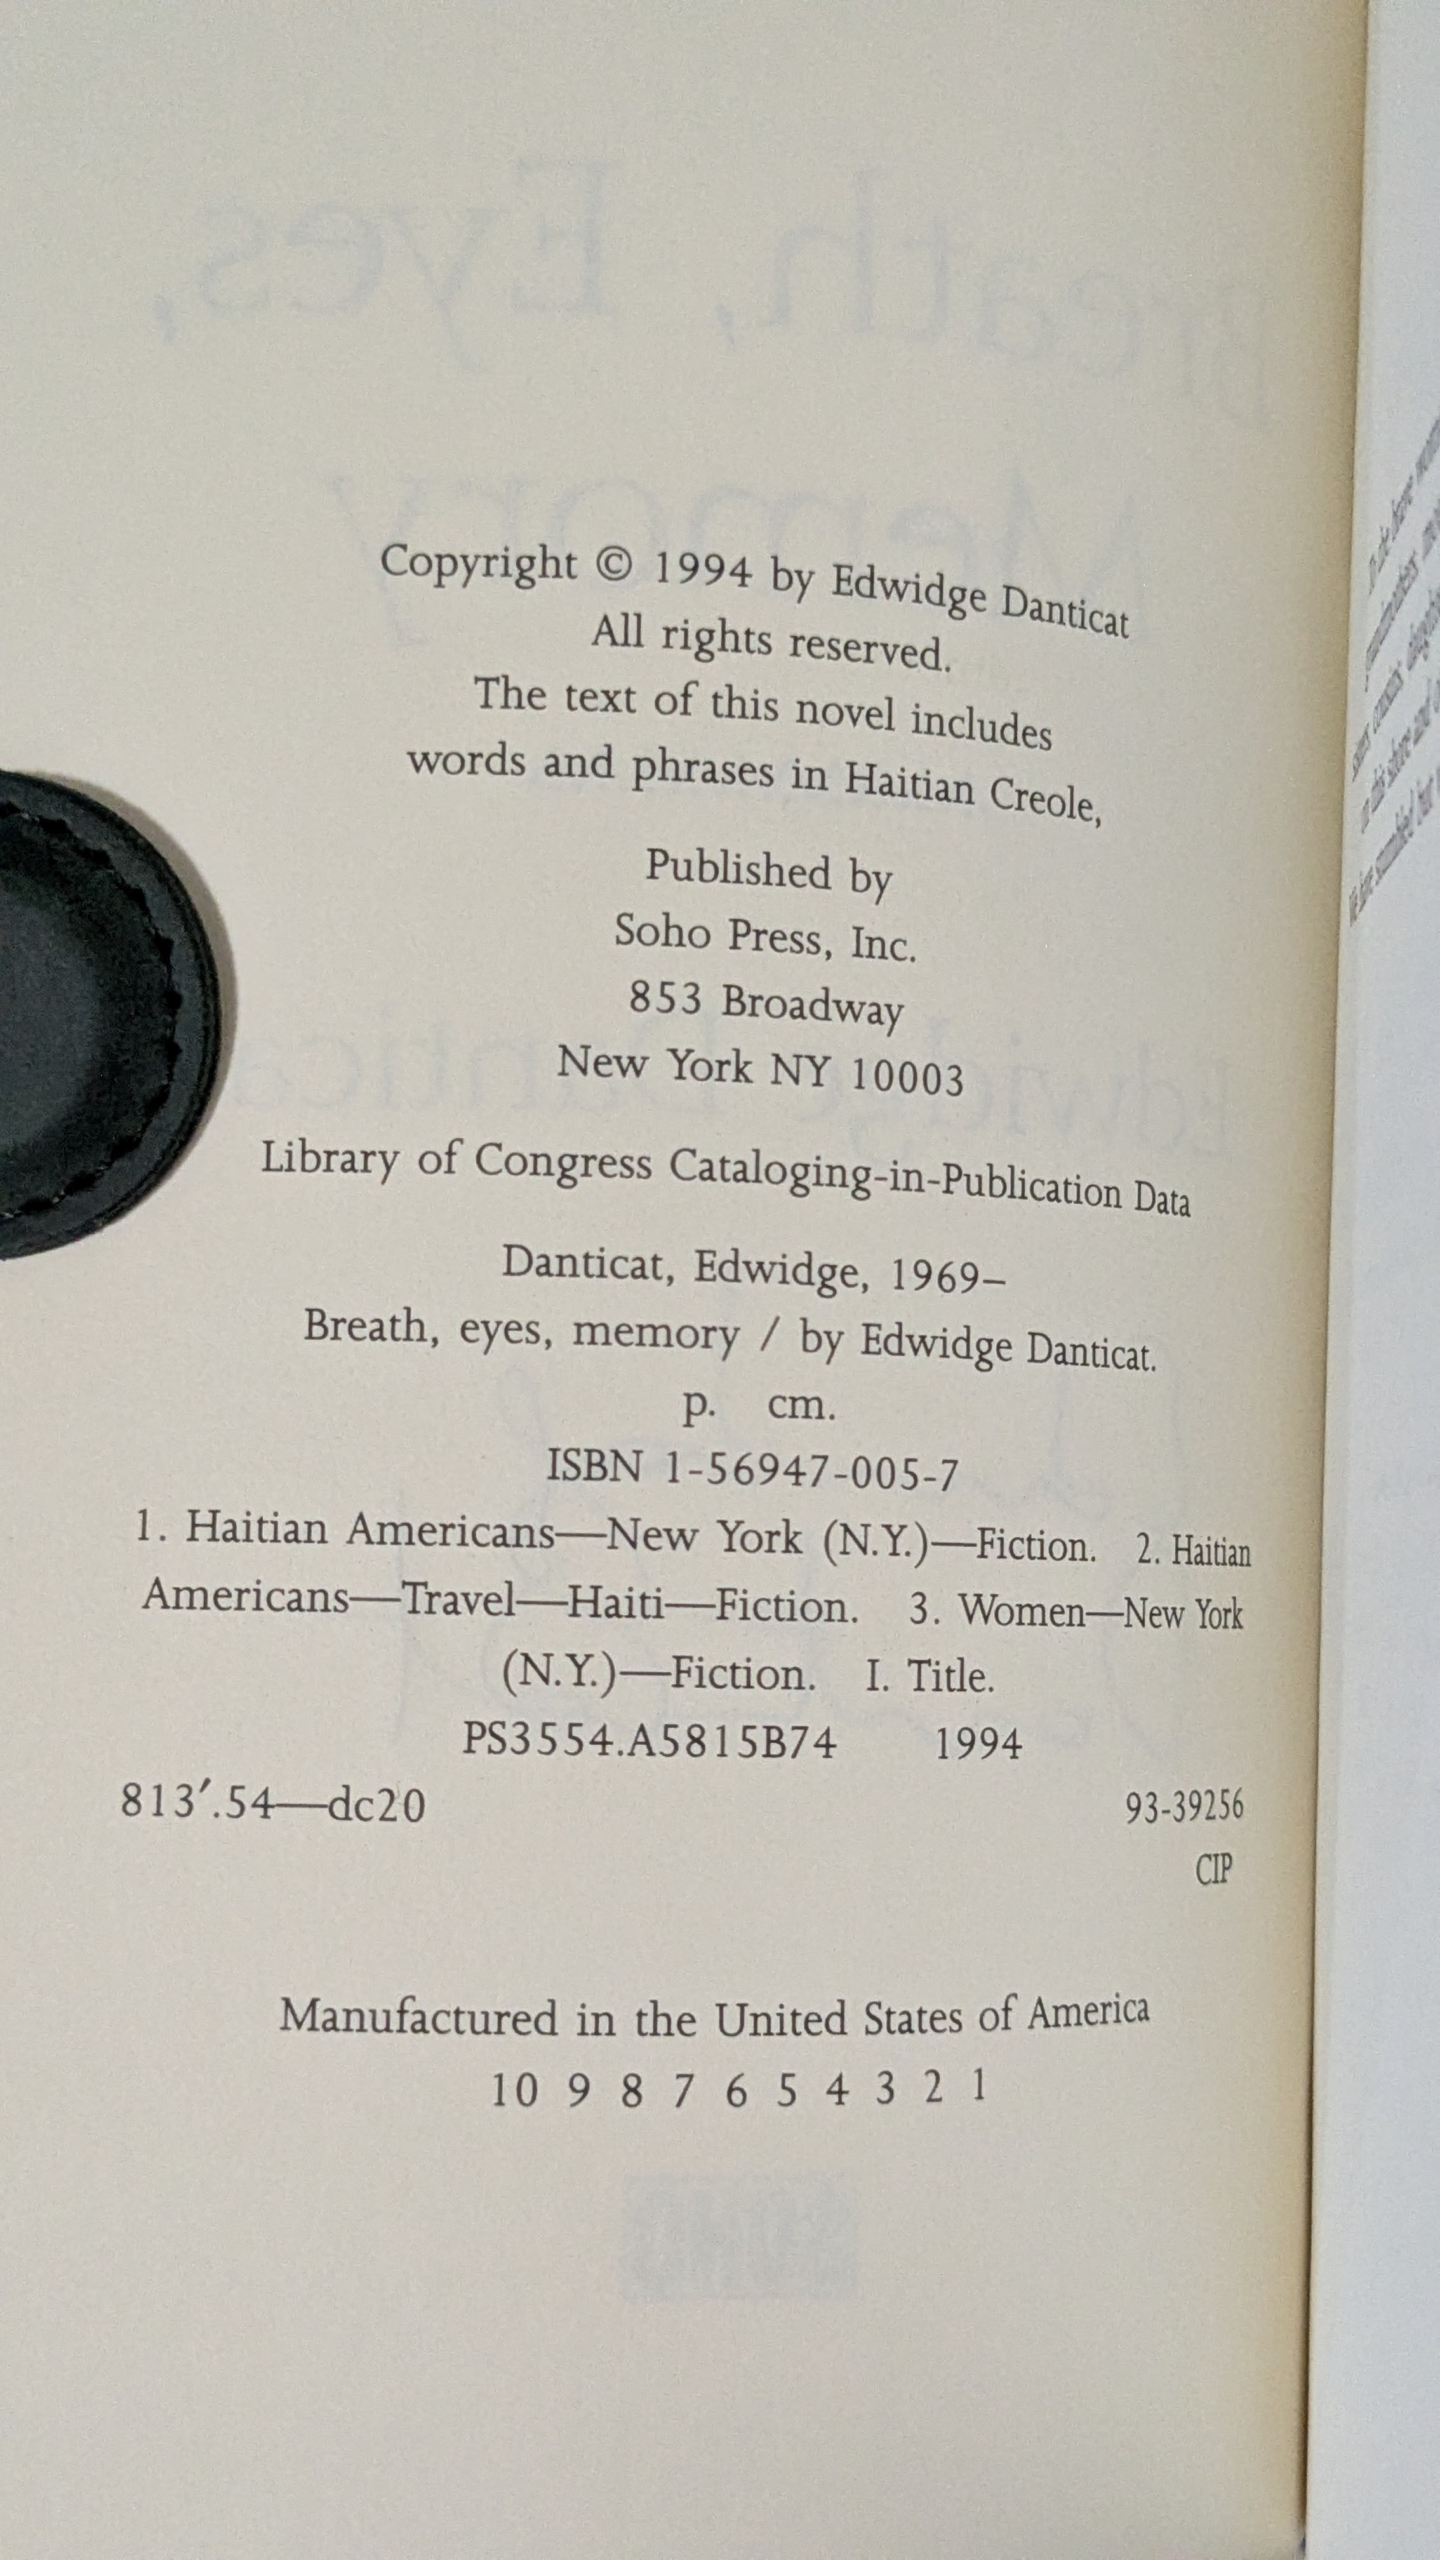 Copyright © 1994 by Edwidge Danticat
All rights reserved.
The text of this novel includes
words and phrases in Haitian Creole,
Published by
Soho Press, Inc.
853 Broadway
New York NY 10003
Library of Congress Cataloging-in-Publication Data
Danticat, Edwidge, 1969–
Breath, eyes, memory / by Edwidge Danticat.
p. cm.
ISBN 1-56947-005-7
1. Haitian Americans—New York (N.Y.)—Fiction. 2. Haitian
Americans—Travel—Haiti—Fiction. 3. Women—New York
(N.Y.)—Fiction. I. Title.
PS3554.A5815B74 1994
813′.54—dc20 93-39256
CIP
Manufactured in the United States of America
10 9 8 7 6 5 4 3 2 1